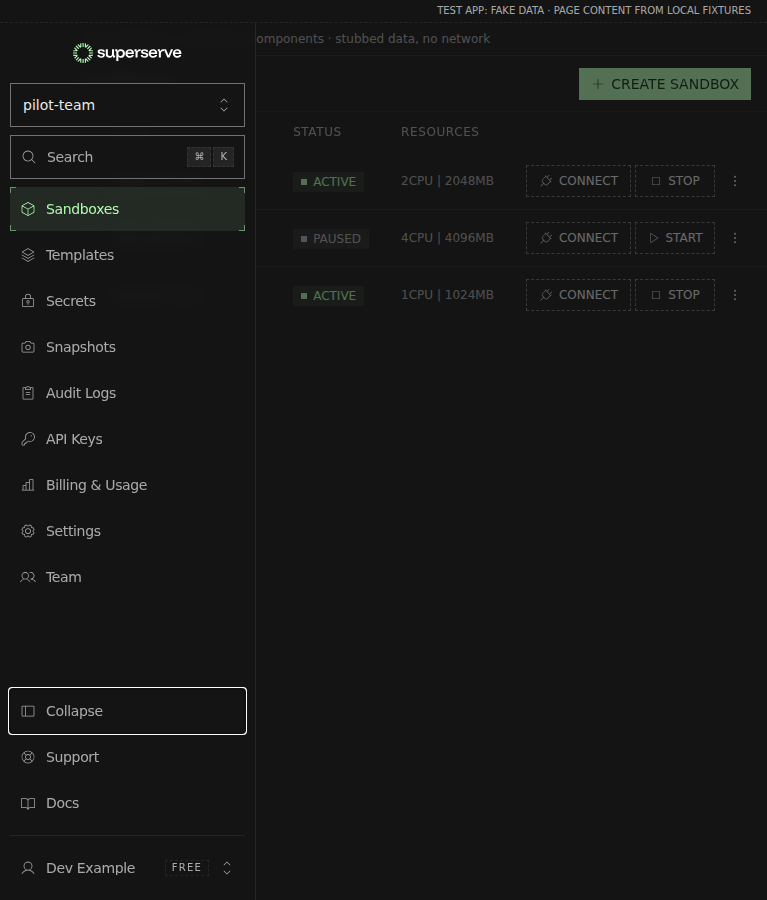 TEST APP: FAKE DATA · PAGE CONTENT FROM LOCAL FIXTURES
omponents · stubbed data, no network
superserve
pilot-team
Search ⌘ K
Sandboxes
Templates
Secrets
Snapshots
Audit Logs
API Keys
Billing & Usage
Settings
Team
Collapse
Support
Docs
Dev Example FREE
CREATE SANDBOX
STATUS RESOURCES
ACTIVE 2CPU | 2048MB CONNECT STOP
PAUSED 4CPU | 4096MB CONNECT START
ACTIVE 1CPU | 1024MB CONNECT STOP